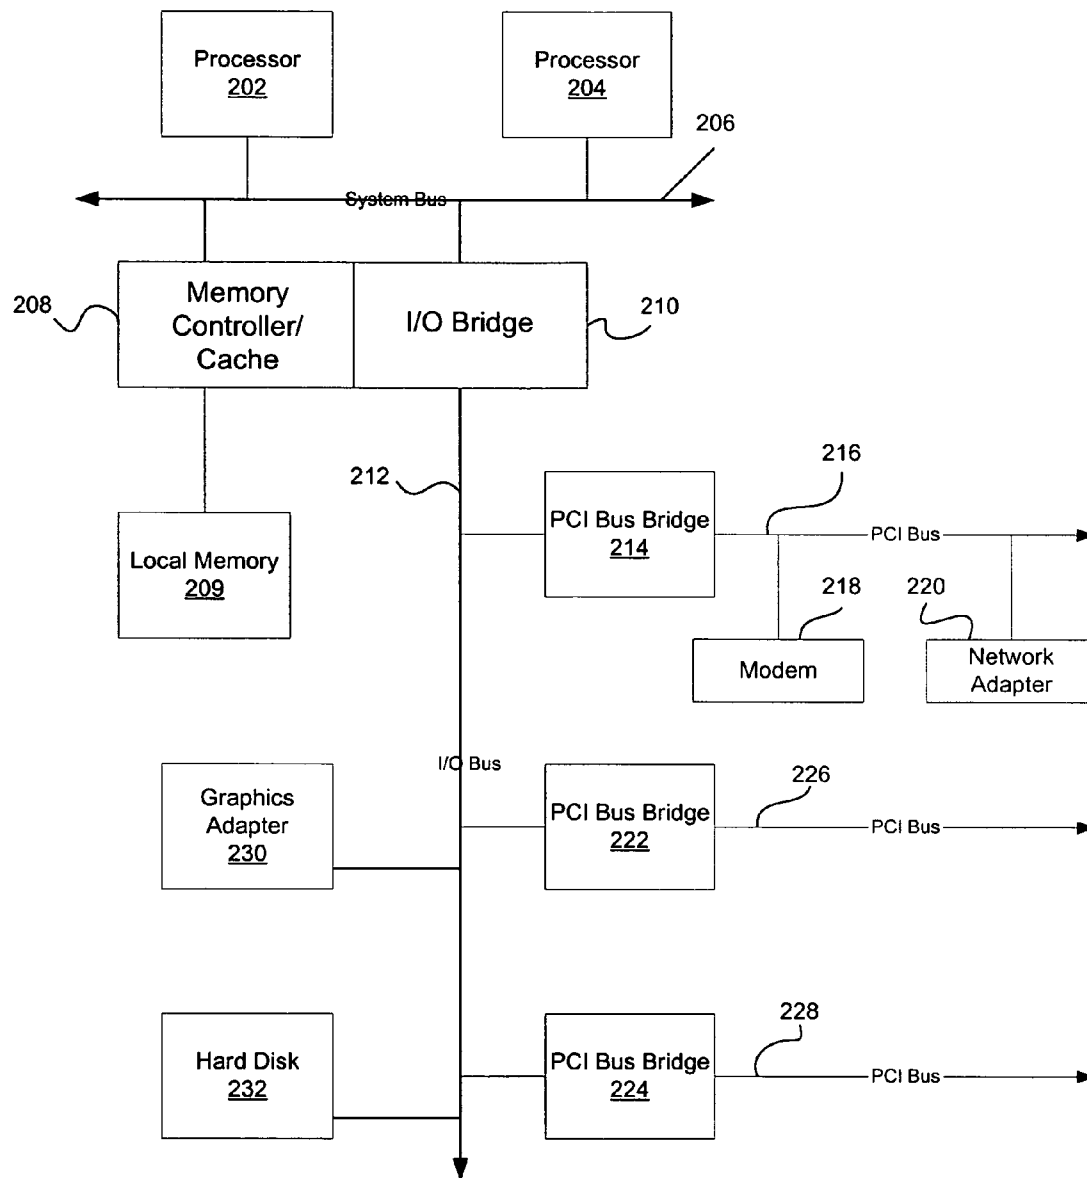 Processor
202
Processor
204
206
System Bus
208
Memory
Controller/
Cache
I/O Bridge
210
212
216
PCI Bus Bridge
214
PCI Bus
Local Memory
209
218
220
Modem
Network
Adapter
I/O Bus
Graphics
Adapter
230
PCI Bus Bridge
222
226
PCI Bus
Hard Disk
232
PCI Bus Bridge
224
228
PCI Bus